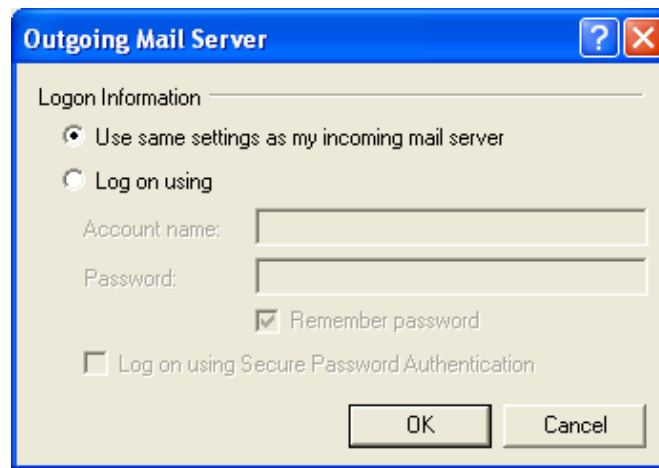 Outgoing Mail Server
Logon Information
Use same settings as my incoming mail server
Log on using
Account name:
Password:
Remember password
Log on using Secure Password Authentication
OK Cancel